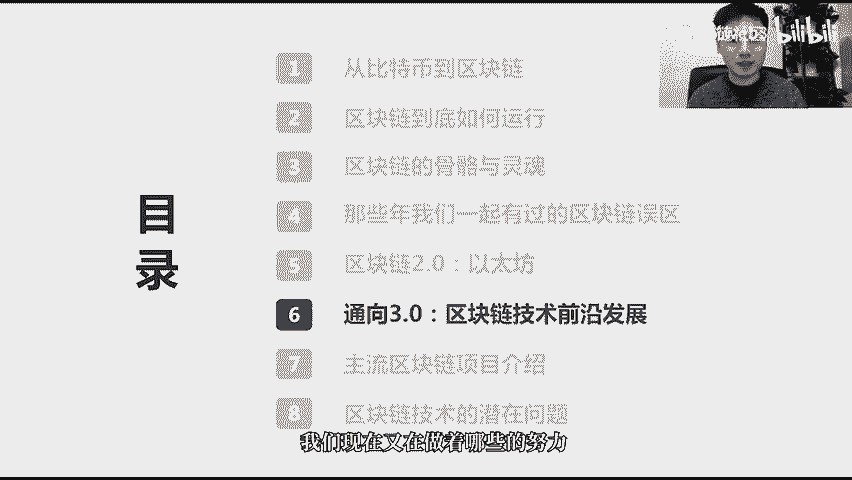 bilibili
目录
1 从比特币到区块链
2 区块链到底如何运行
3 区块链的骨骼与灵魂
4 那些年我们一起有过的区块链误区
5 区块链2.0：以太坊
6 通向3.0：区块链技术前沿发展
7 主流区块链项目介绍
8 区块链技术的潜在问题
我们现在又在做着哪些的努力